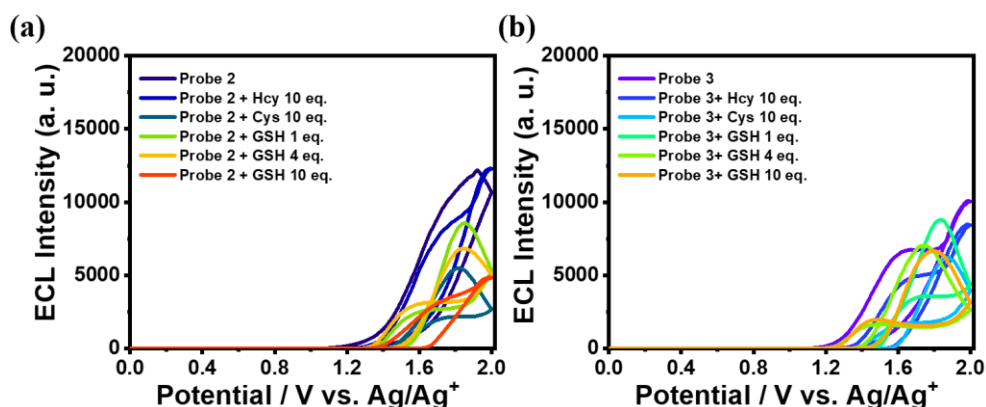 (a)
20000
15000
10000
5000
0
ECL Intensity (a. u.)
Probe 2
Probe 2 + Hcy 10 eq.
Probe 2 + Cys 10 eq.
Probe 2 + GSH 1 eq.
Probe 2 + GSH 4 eq.
Probe 2 + GSH 10 eq.
0.0 0.4 0.8 1.2 1.6 2.0
Potential / V vs. Ag/Ag⁺
(b)
20000
15000
10000
5000
0
ECL Intensity (a. u.)
Probe 3
Probe 3+ Hcy 10 eq.
Probe 3+ Cys 10 eq.
Probe 3+ GSH 1 eq.
Probe 3+ GSH 4 eq.
Probe 3+ GSH 10 eq.
0.0 0.4 0.8 1.2 1.6 2.0
Potential / V vs. Ag/Ag⁺